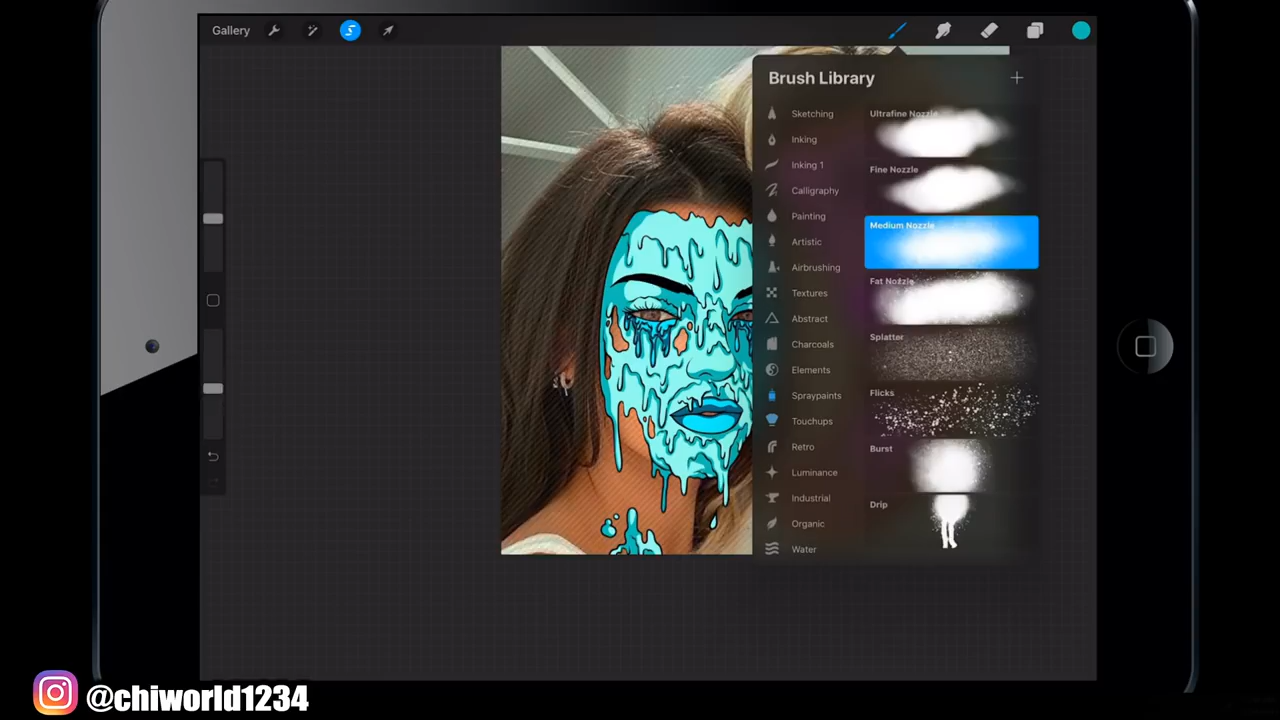 Gallery
Brush Library
Sketching
Inking
Inking 1
Calligraphy
Painting
Artistic
Airbrushing
Textures
Abstract
Charcoals
Elements
Spraypaints
Touchups
Retro
Luminance
Industrial
Organic
Water
Ultrafine Nozzle
Fine Nozzle
Medium Nozzle
Fat Nozzle
Splatter
Flicks
Burst
Drip
@chiworld1234